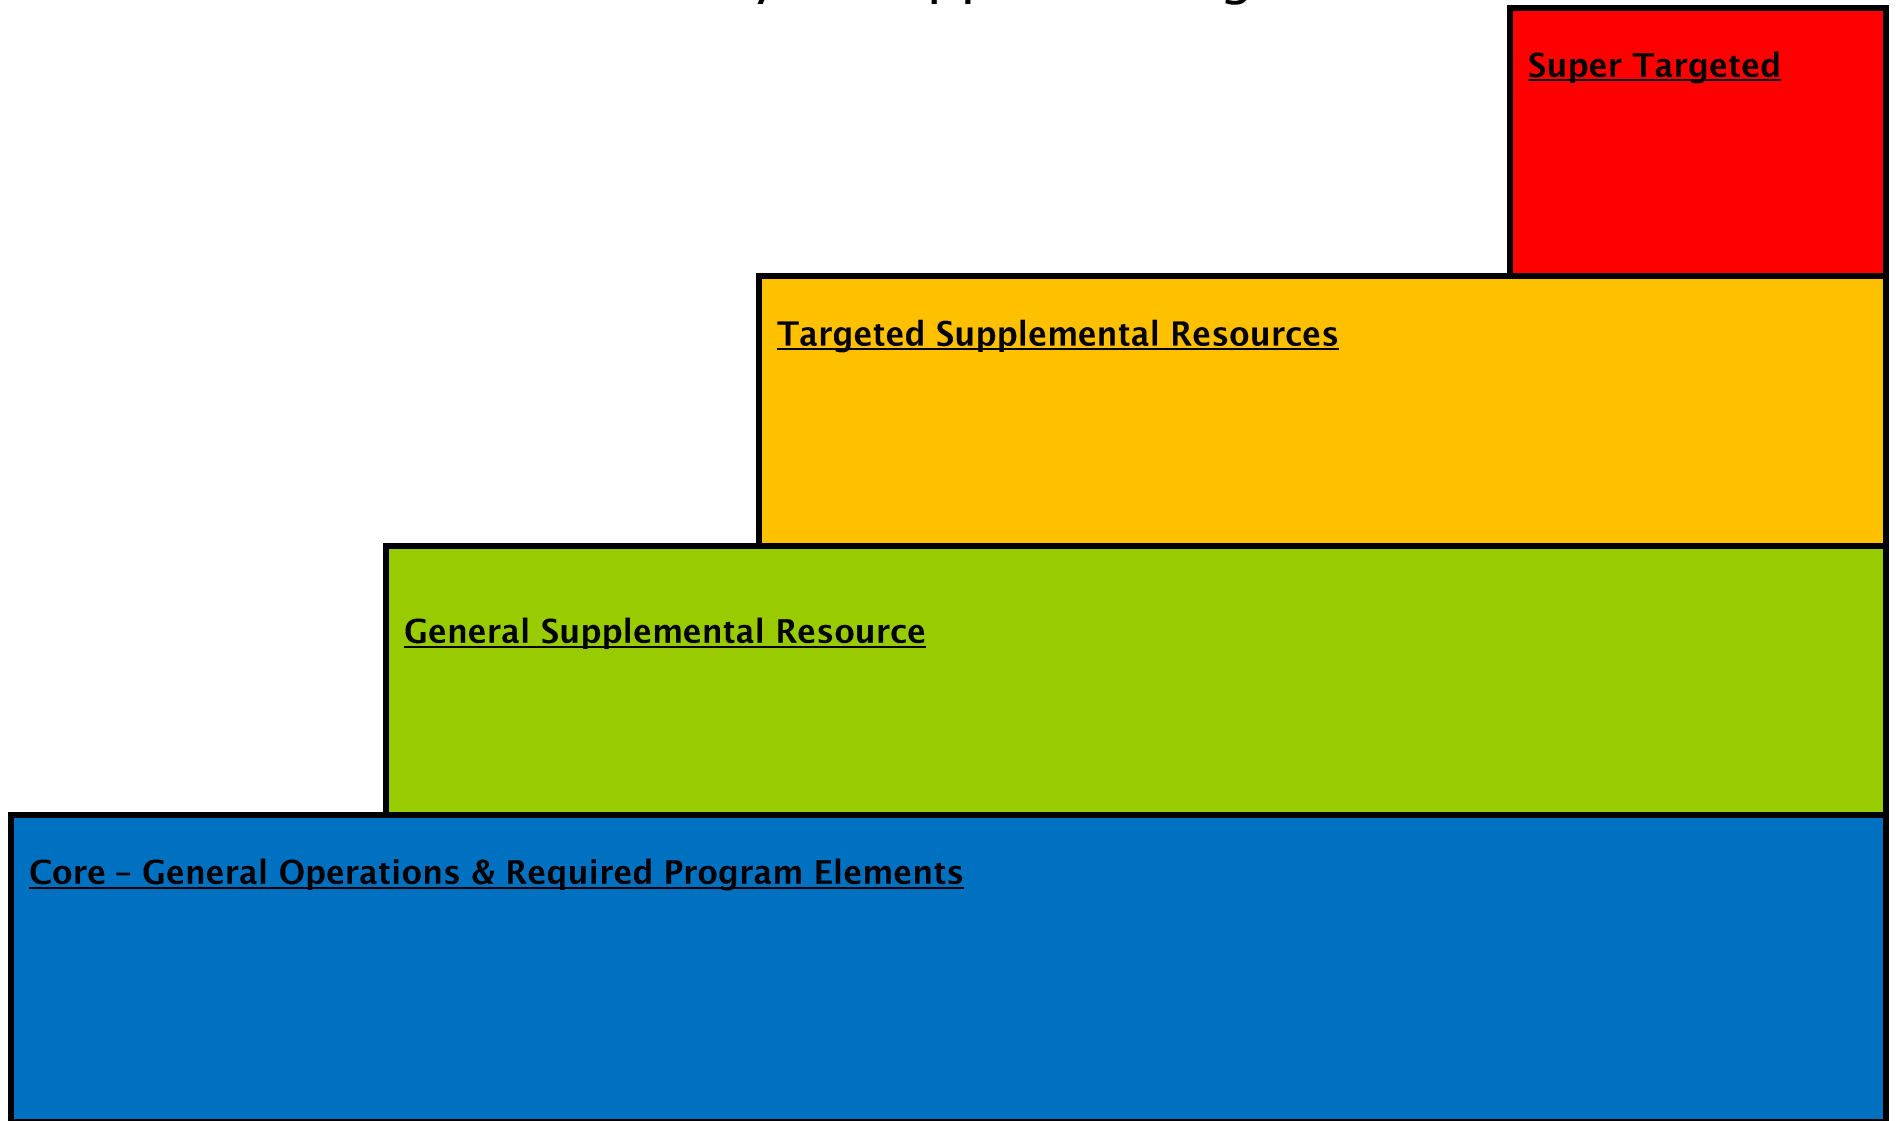 Super Targeted
Targeted Supplemental Resources
General Supplemental Resource
Core – General Operations & Required Program Elements